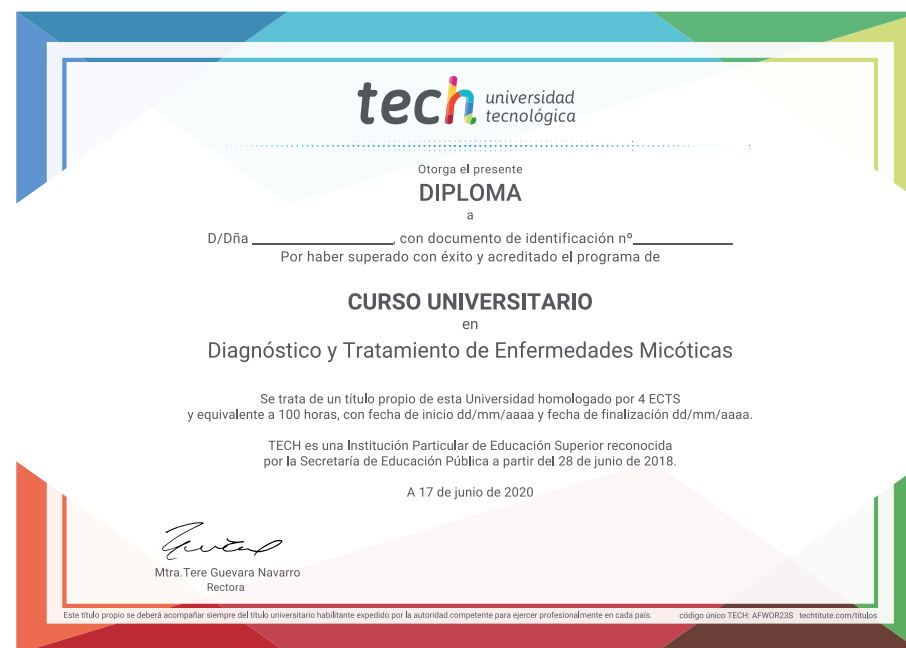 tech universidad
tecnológica
Otorga el presente
DIPLOMA
a
D/Dña ____________________, con documento de identificación nº______________
Por haber superado con éxito y acreditado el programa de
CURSO UNIVERSITARIO
en
Diagnóstico y Tratamiento de Enfermedades Micóticas
Se trata de un título propio de esta Universidad homologado por 4 ECTS
y equivalente a 100 horas, con fecha de inicio dd/mm/aaaa y fecha de finalización dd/mm/aaaa.
TECH es una Institución Particular de Educación Superior reconocida
por la Secretaría de Educación Pública a partir del 28 de junio de 2018.
A 17 de junio de 2020
Mtra.Tere Guevara Navarro
Rectora
Este título propio se deberá acompañar siempre del título universitario habilitante expedido por la autoridad competente para ejercer profesionalmente en cada país. código único TECH: AFWOR23S techtitute.com/titulos